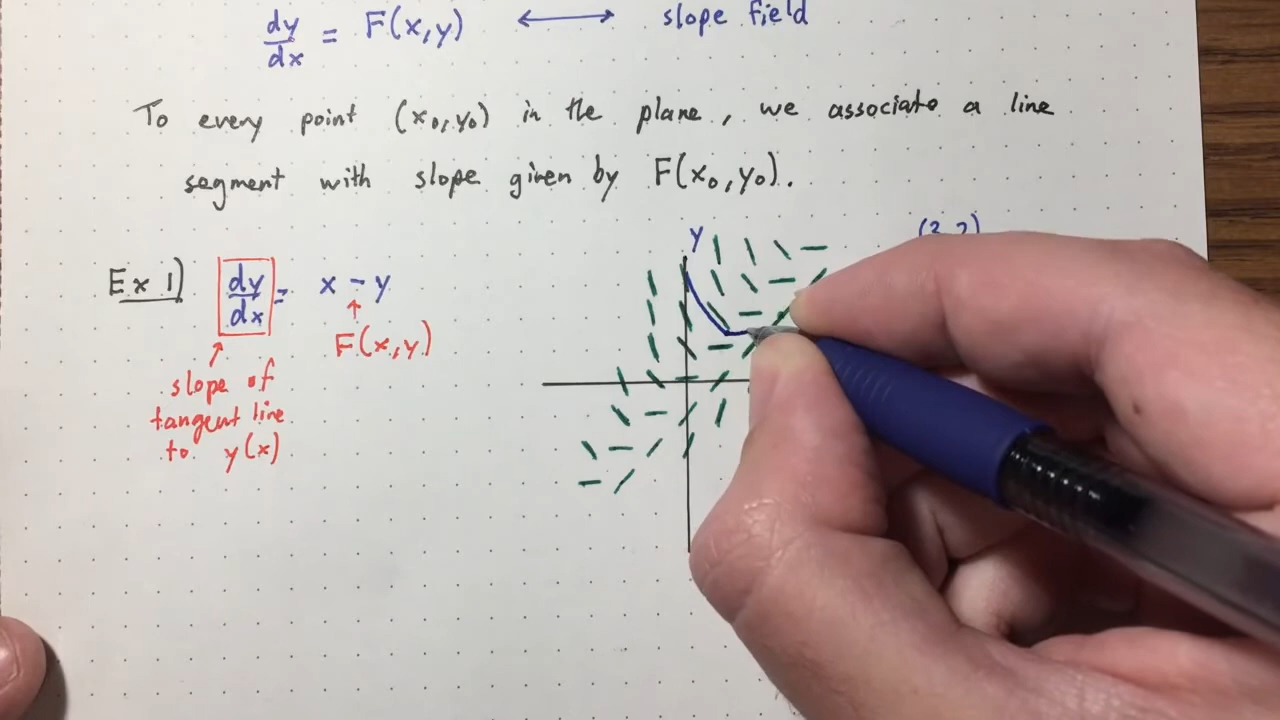 dy/dx = F(x,y) ⟷ slope field
To every point (x₀,y₀) in the plane, we associate a line
segment with slope given by F(x₀,y₀).
Ex 1) dy/dx = x - y
↑
F(x,y)
slope of
tangent line
to y(x)
y